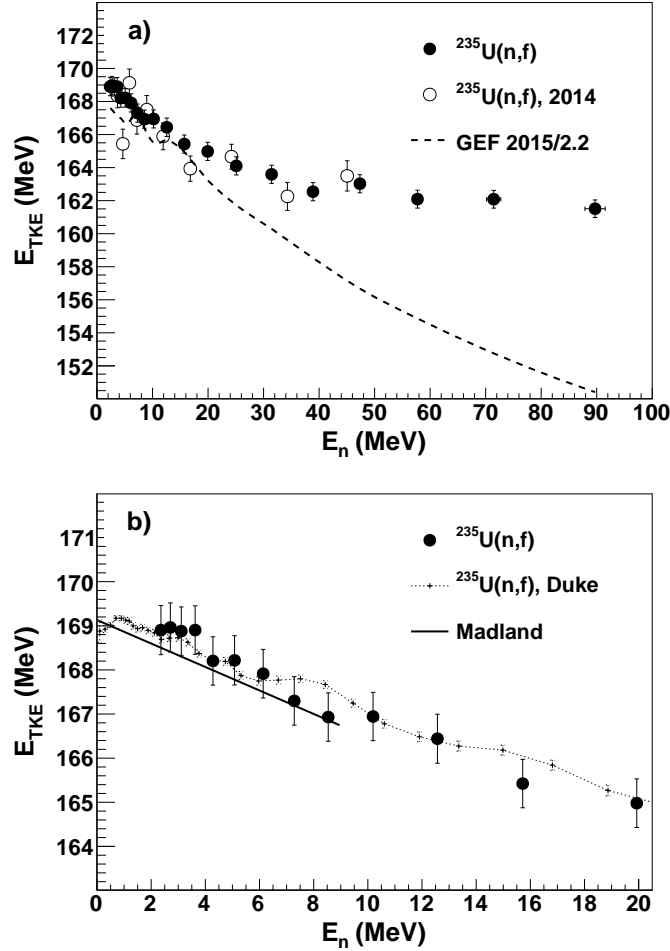 a)
²³⁵U(n,f)
²³⁵U(n,f), 2014
GEF 2015/2.2
E_TKE (MeV)
172
170
168
166
164
162
160
158
156
154
152
0 10 20 30 40 50 60 70 80 90 100
E_n (MeV)
b)
²³⁵U(n,f)
²³⁵U(n,f), Duke
Madland
E_TKE (MeV)
171
170
169
168
167
166
165
164
0 2 4 6 8 10 12 14 16 18 20
E_n (MeV)